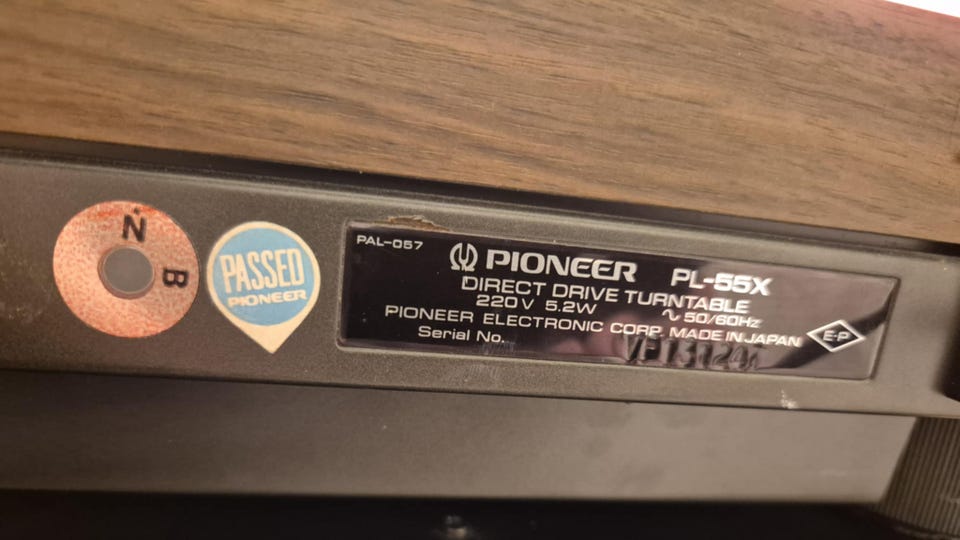 N
B
PASSED
PIONEER
PAL-057
PIONEER PL-55X
DIRECT DRIVE TURNTABLE
220V 5.2W ~ 50/60Hz
PIONEER ELECTRONIC CORP. MADE IN JAPAN
E-P
Serial No.